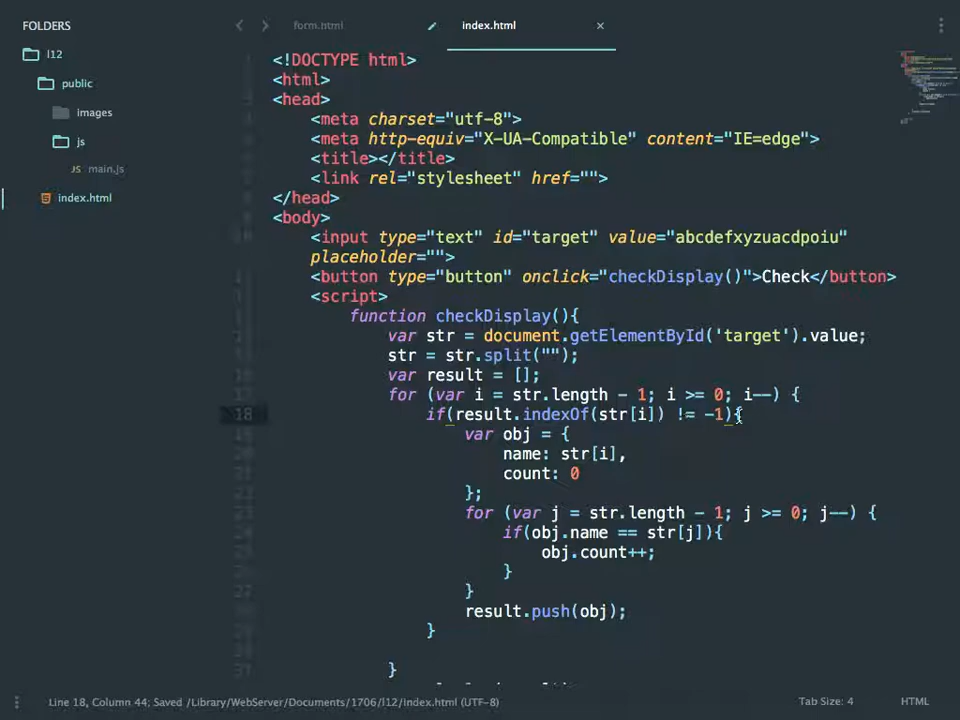 FOLDERS
l12
public
images
js
JS main.js
index.html
form.html
index.html
<!DOCTYPE html>
<html>
<head>
<meta charset="utf-8">
<meta http-equiv="X-UA-Compatible" content="IE=edge">
<title></title>
<link rel="stylesheet" href="">
</head>
<body>
<input type="text" id="target" value="abcdefxyzuacdpoiu"
placeholder="">
<button type="button" onclick="checkDisplay()">Check</button>
<script>
function checkDisplay(){
var str = document.getElementById('target').value;
str = str.split("");
var result = [];
for (var i = str.length - 1; i >= 0; i--) {
18 if(result.indexOf(str[i]) != -1){
var obj = {
name: str[i],
count: 0
};
for (var j = str.length - 1; j >= 0; j--) {
if(obj.name == str[j]){
obj.count++;
}
}
result.push(obj);
}
}
Line 18, Column 44; Saved /Library/WebServer/Documents/1706/l12/index.html (UTF-8)
Tab Size: 4
HTML